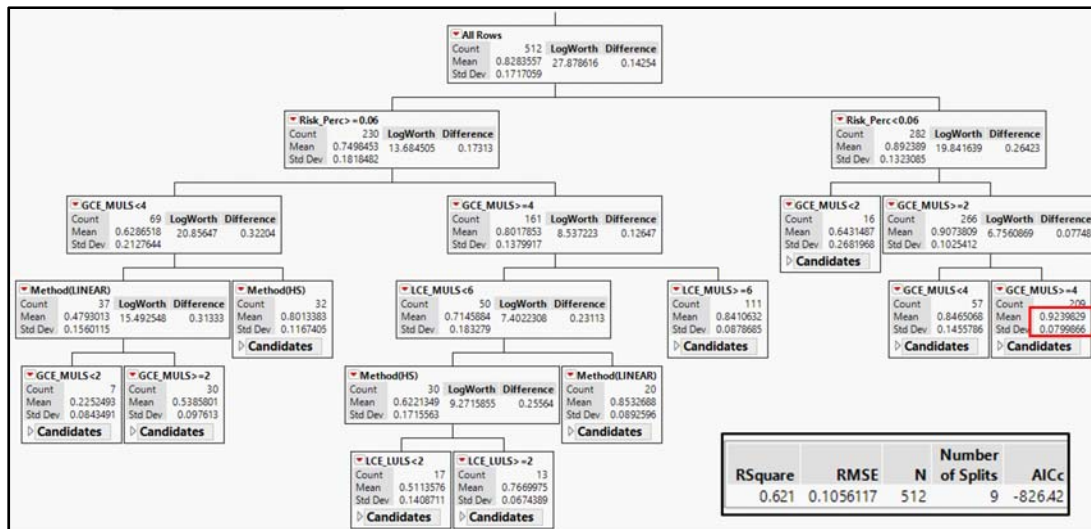 All Rows
Count 512 LogWorth Difference
Mean 0.8283557 27.878616 0.14254
Std Dev 0.1717059
Risk_Perc>=0.06
Count 230 LogWorth Difference
Mean 0.7498453 13.684505 0.17313
Std Dev 0.1818482
Risk_Perc<0.06
Count 282 LogWorth Difference
Mean 0.892389 19.841639 0.26423
Std Dev 0.1323085
GCE_MULS<4
Count 69 LogWorth Difference
Mean 0.6286518 20.85647 0.32204
Std Dev 0.2127644
GCE_MULS>=4
Count 161 LogWorth Difference
Mean 0.8017853 8.537223 0.12647
Std Dev 0.1379917
GCE_MULS<2
Count 16
Mean 0.6431487
Std Dev 0.2681968
Candidates
GCE_MULS>=2
Count 266 LogWorth Difference
Mean 0.9073809 6.7560869 0.07748
Std Dev 0.1025412
Method(LINEAR)
Count 37 LogWorth Difference
Mean 0.4793013 15.492548 0.31333
Std Dev 0.1560115
Method(HS)
Count 32
Mean 0.8013383
Std Dev 0.1167405
Candidates
LCE_MULS<6
Count 50 LogWorth Difference
Mean 0.7145884 7.4022308 0.23113
Std Dev 0.183279
LCE_MULS>=6
Count 111
Mean 0.8410632
Std Dev 0.0878685
Candidates
GCE_MULS<4
Count 57
Mean 0.8465068
Std Dev 0.1455786
Candidates
GCE_MULS>=4
Count 209
Mean 0.9239829
Std Dev 0.0799866
Candidates
GCE_MULS<2
Count 7
Mean 0.2252493
Std Dev 0.0843491
Candidates
GCE_MULS>=2
Count 30
Mean 0.5385801
Std Dev 0.097613
Candidates
Method(HS)
Count 30 LogWorth Difference
Mean 0.6221349 9.2715855 0.25564
Std Dev 0.1715563
Method(LINEAR)
Count 20
Mean 0.8532688
Std Dev 0.0892596
Candidates
LCE_LULS<2
Count 17
Mean 0.5113576
Std Dev 0.1408711
Candidates
LCE_LULS>=2
Count 13
Mean 0.7669975
Std Dev 0.0674389
Candidates
Number
RSquare RMSE N of Splits AICc
0.621 0.1056117 512 9 -826.42